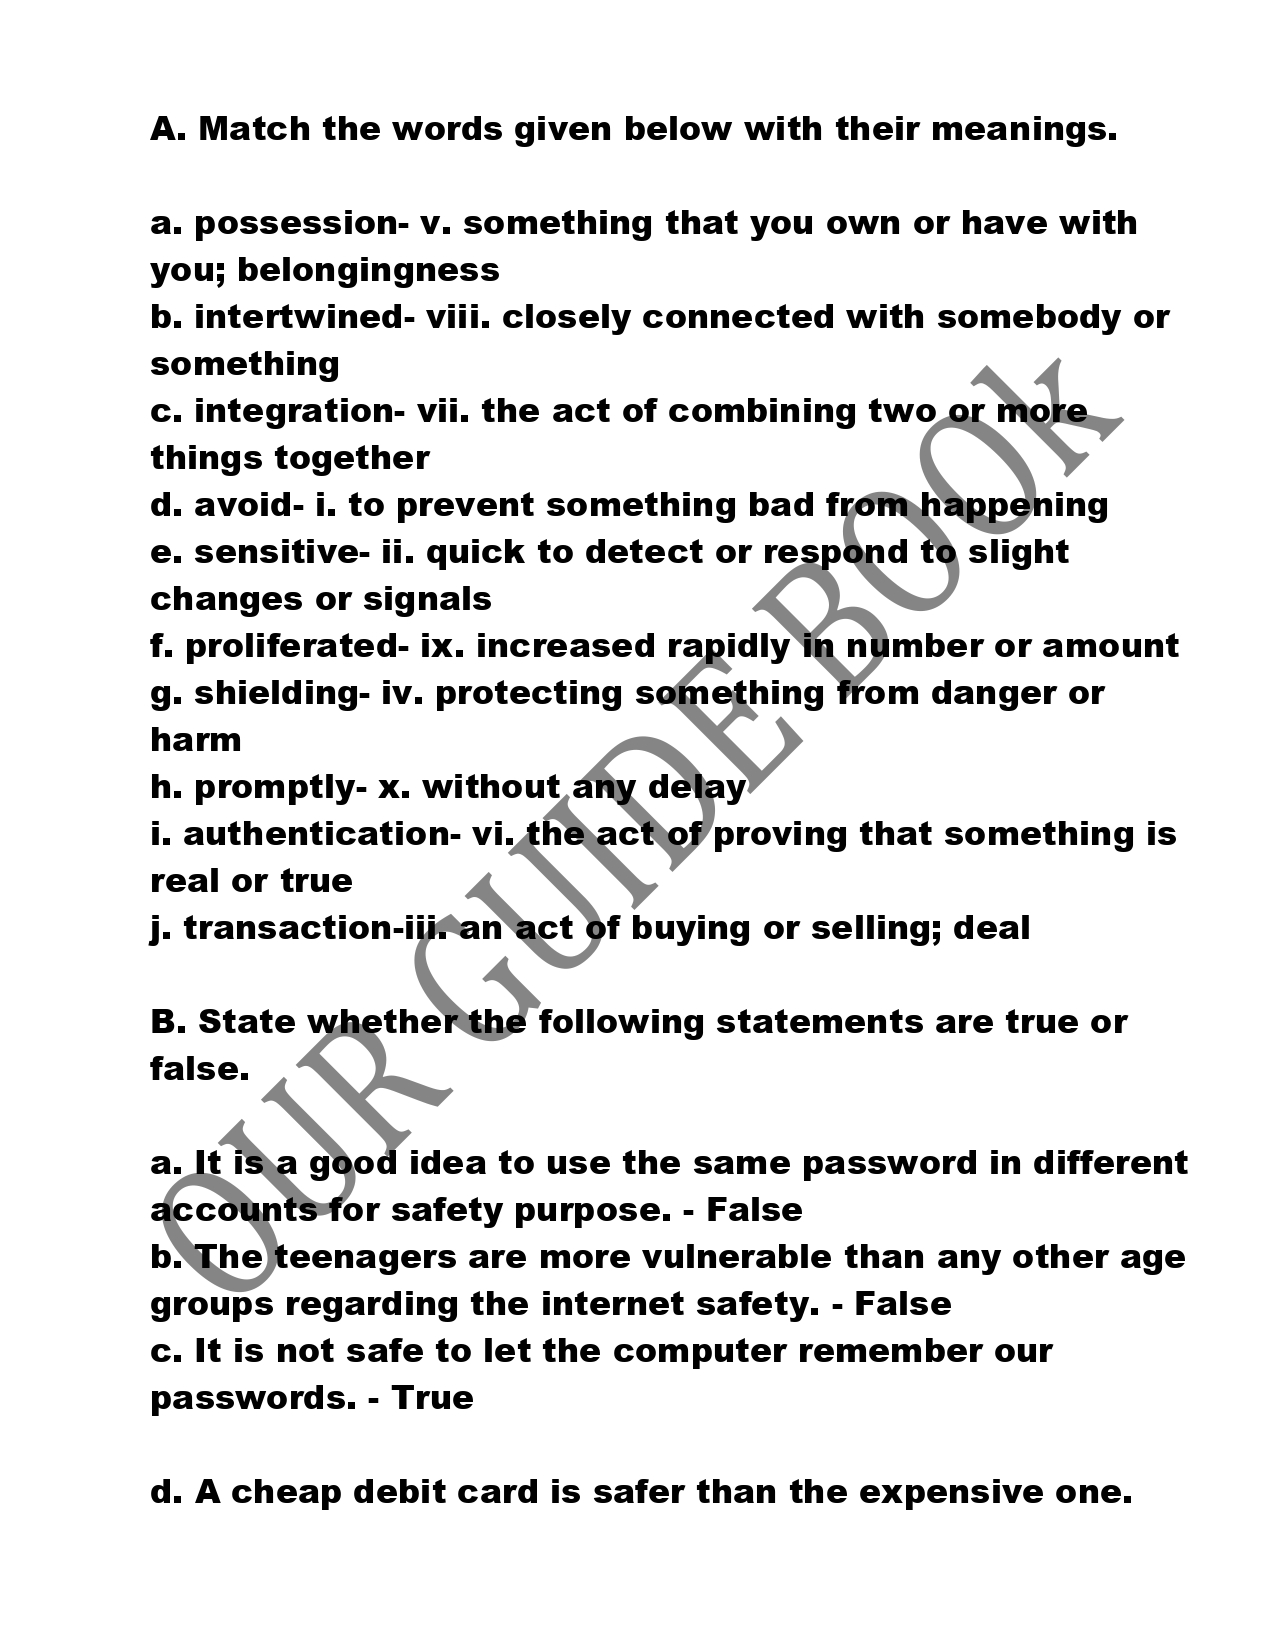 A. Match the words given below with their meanings.
a. possession- v. something that you own or have with
you; belongingness
b. intertwined- viii. closely connected with somebody or
something
c. integration- vii. the act of combining two or more
things together
d. avoid- i. to prevent something bad from happening
e. sensitive- ii. quick to detect or respond to slight
changes or signals
f. proliferated- ix. increased rapidly in number or amount
g. shielding- iv. protecting something from danger or
harm
h. promptly- x. without any delay
i. authentication- vi. the act of proving that something is
real or true
j. transaction-iii. an act of buying or selling; deal
B. State whether the following statements are true or
false.
a. It is a good idea to use the same password in different
accounts for safety purpose. - False
b. The teenagers are more vulnerable than any other age
groups regarding the internet safety. - False
c. It is not safe to let the computer remember our
passwords. - True
d. A cheap debit card is safer than the expensive one.
OUR GUIDE BOOk